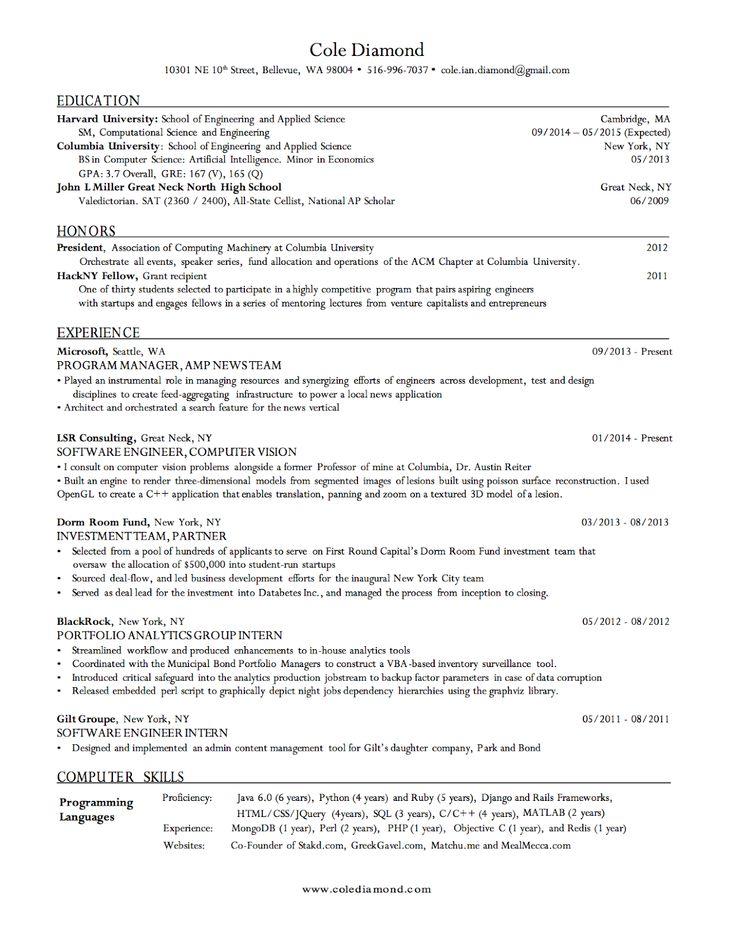 Cole Diamond
10301 NE 10th Street, Bellevue, WA 98004 • 516-996-7037 • cole.ian.diamond@gmail.com
EDUCATION
Harvard University: School of Engineering and Applied Science Cambridge, MA
SM, Computational Science and Engineering 09/2014 – 05/2015 (Expected)
Columbia University: School of Engineering and Applied Science New York, NY
BS in Computer Science: Artificial Intelligence. Minor in Economics 05/2013
GPA: 3.7 Overall, GRE: 167 (V), 165 (Q)
John L Miller Great Neck North High School Great Neck, NY
Valedictorian. SAT (2360 / 2400), All-State Cellist, National AP Scholar 06/2009
HONORS
President, Association of Computing Machinery at Columbia University 2012
Orchestrate all events, speaker series, fund allocation and operations of the ACM Chapter at Columbia University.
HackNY Fellow, Grant recipient 2011
One of thirty students selected to participate in a highly competitive program that pairs aspiring engineers
with startups and engages fellows in a series of mentoring lectures from venture capitalists and entrepreneurs
EXPERIENCE
Microsoft, Seattle, WA 09/2013 - Present
PROGRAM MANAGER, AMP NEWS TEAM
• Played an instrumental role in managing resources and synergizing efforts of engineers across development, test and design
disciplines to create feed-aggregating infrastructure to power a local news application
• Architect and orchestrated a search feature for the news vertical
LSR Consulting, Great Neck, NY 01/2014 - Present
SOFTWARE ENGINEER, COMPUTER VISION
• I consult on computer vision problems alongside a former Professor of mine at Columbia, Dr. Austin Reiter
• Built an engine to render three-dimensional models from segmented images of lesions built using poisson surface reconstruction. I used
OpenGL to create a C++ application that enables translation, panning and zoom on a textured 3D model of a lesion.
Dorm Room Fund, New York, NY 03/2013 - 08/2013
INVESTMENT TEAM, PARTNER
• Selected from a pool of hundreds of applicants to serve on First Round Capital's Dorm Room Fund investment team that
oversaw the allocation of $500,000 into student-run startups
• Sourced deal-flow, and led business development efforts for the inaugural New York City team
• Served as deal lead for the investment into Databetes Inc., and managed the process from inception to closing.
BlackRock, New York, NY 05/2012 - 08/2012
PORTFOLIO ANALYTICS GROUP INTERN
• Streamlined workflow and produced enhancements to in-house analytics tools
• Coordinated with the Municipal Bond Portfolio Managers to construct a VBA-based inventory surveillance tool.
• Introduced critical safeguard into the analytics production jobstream to backup factor parameters in case of data corruption
• Released embedded perl script to graphically depict night jobs dependency hierarchies using the graphviz library.
Gilt Groupe, New York, NY 05/2011 - 08/2011
SOFTWARE ENGINEER INTERN
• Designed and implemented an admin content management tool for Gilt's daughter company, Park and Bond
COMPUTER SKILLS
Programming Languages
Proficiency: Java 6.0 (6 years), Python (4 years) and Ruby (5 years), Django and Rails Frameworks,
HTML/CSS/JQuery (4years), SQL (3 years), C/C++ (4 years), MATLAB (2 years)
Experience: MongoDB (1 year), Perl (2 years), PHP (1 year), Objective C (1 year), and Redis (1 year)
Websites: Co-Founder of Stakd.com, GreekGavel.com, Matchu.me and MealMecca.com
www.colediamond.com